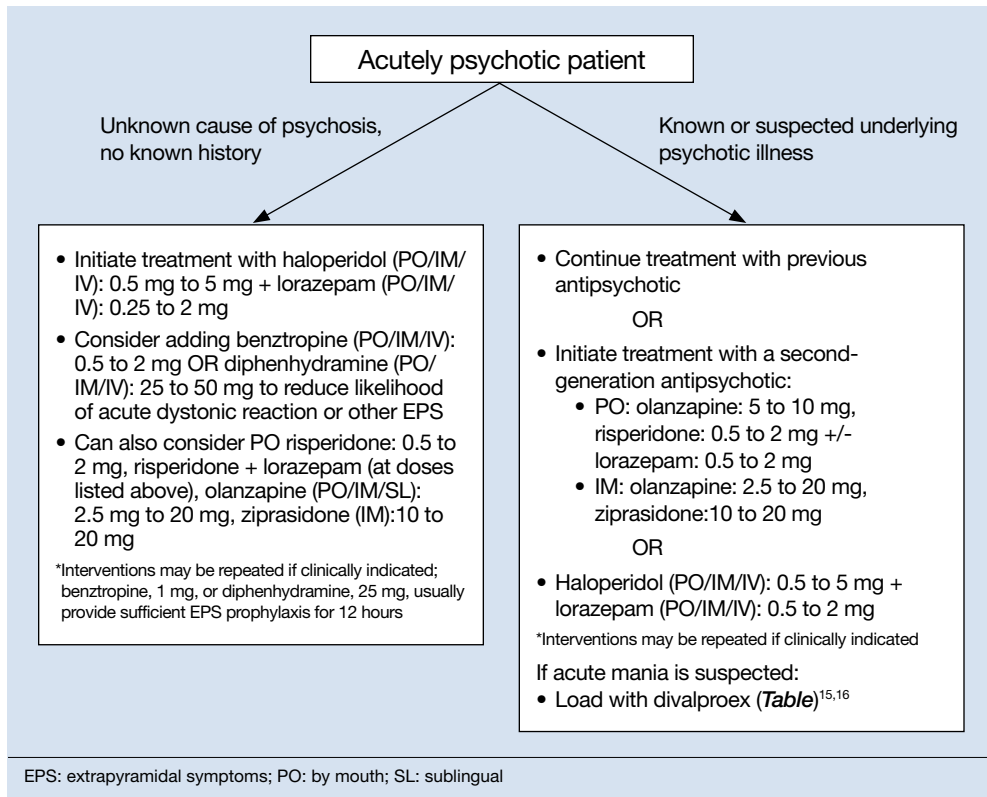 Acutely psychotic patient
Unknown cause of psychosis,
no known history
Known or suspected underlying
psychotic illness
• Initiate treatment with haloperidol (PO/IM/
IV): 0.5 mg to 5 mg + lorazepam (PO/IM/
IV): 0.25 to 2 mg
• Consider adding benztropine (PO/IM/IV):
0.5 to 2 mg OR diphenhydramine (PO/
IM/IV): 25 to 50 mg to reduce likelihood
of acute dystonic reaction or other EPS
• Can also consider PO risperidone: 0.5 to
2 mg, risperidone + lorazepam (at doses
listed above), olanzapine (PO/IM/SL):
2.5 mg to 20 mg, ziprasidone (IM):10 to
20 mg
*Interventions may be repeated if clinically indicated;
benztropine, 1 mg, or diphenhydramine, 25 mg, usually
provide sufficient EPS prophylaxis for 12 hours
• Continue treatment with previous
antipsychotic
OR
• Initiate treatment with a second-
generation antipsychotic:
• PO: olanzapine: 5 to 10 mg,
risperidone: 0.5 to 2 mg +/-
lorazepam: 0.5 to 2 mg
• IM: olanzapine: 2.5 to 20 mg,
ziprasidone:10 to 20 mg
OR
• Haloperidol (PO/IM/IV): 0.5 to 5 mg +
lorazepam (PO/IM/IV): 0.5 to 2 mg
*Interventions may be repeated if clinically indicated
If acute mania is suspected:
• Load with divalproex (Table)15,16
EPS: extrapyramidal symptoms; PO: by mouth; SL: sublingual